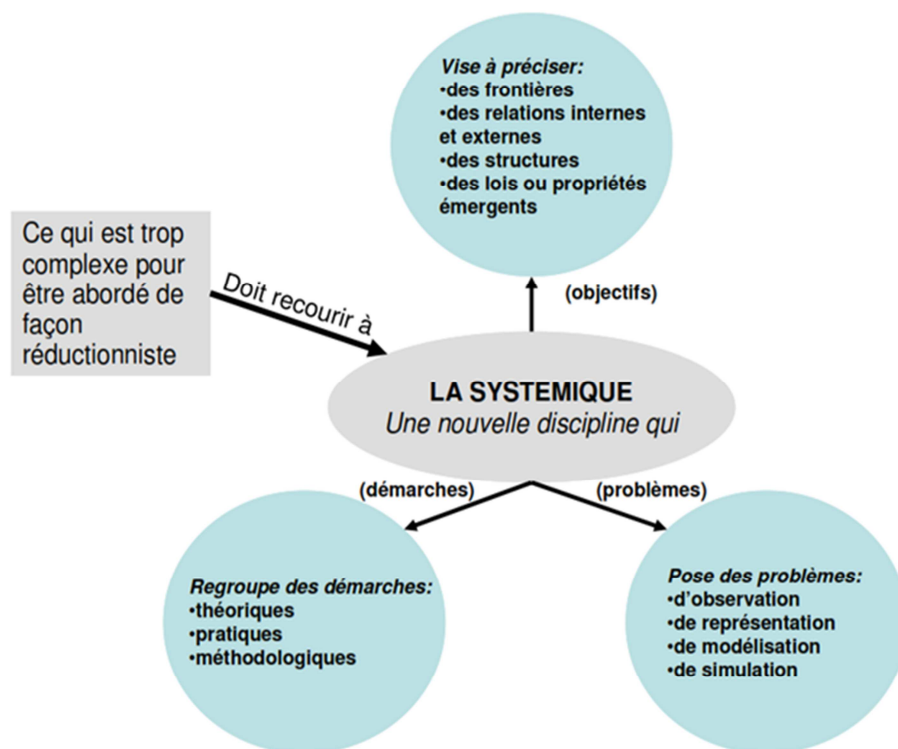 Vise à préciser:
•des frontières
•des relations internes
et externes
•des structures
•des lois ou propriétés
émergents
Ce qui est trop
complexe pour
être abordé de
façon
réductionniste
Doit recourir à
(objectifs)
LA SYSTEMIQUE
Une nouvelle discipline qui
(démarches)
(problèmes)
Regroupe des démarches:
•théoriques
•pratiques
•méthodologiques
Pose des problèmes:
•d'observation
•de représentation
•de modélisation
•de simulation